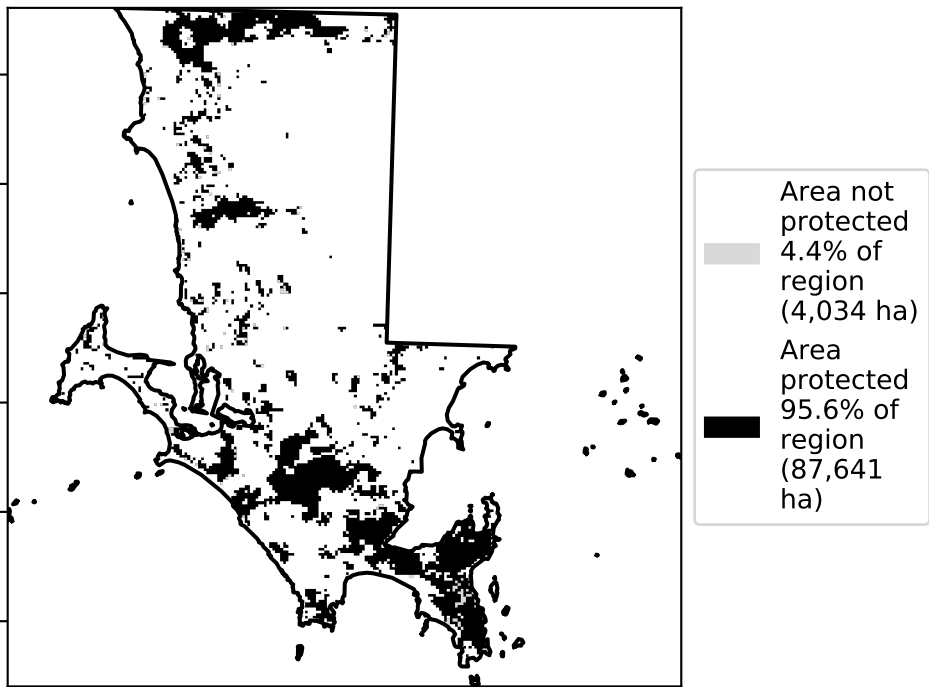 Area not
protected
4.4% of
region
(4,034 ha)
Area
protected
95.6% of
region
(87,641
ha)